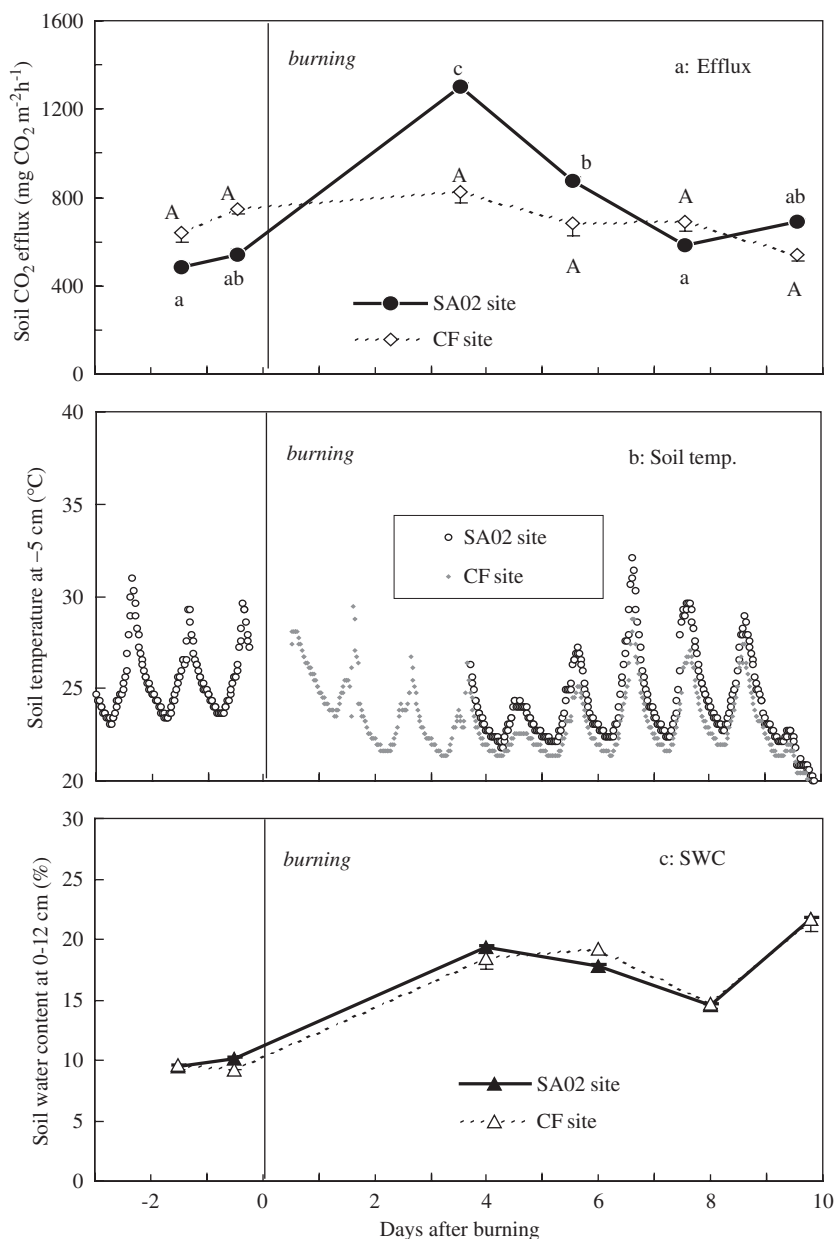 Soil CO2 efflux (mg CO2 m-2h-1)
1600
1200
800
400
0
burning
a: Efflux
c
A
A
A
b
A
ab
a
ab
A
a
A
SA02 site
CF site
Soil temperature at –5 cm (°C)
40
35
30
25
20
burning
b: Soil temp.
SA02 site
CF site
Soil water content at 0-12 cm (%)
30
25
20
15
10
5
0
burning
c: SWC
SA02 site
CF site
-2 0 2 4 6 8 10
Days after burning